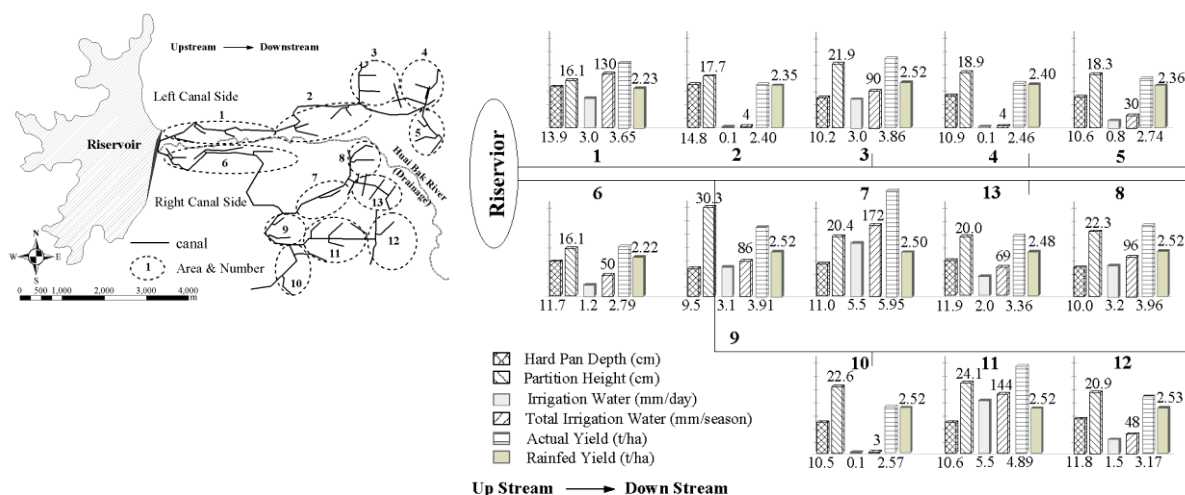 Upstream Downstream
3
4
Left Canal Side
2
1
5
Riservoir
6
8
Huai Bak River
(Drainage)
7
13
Right Canal Side
9
12
11
10
canal
1 Area & Number
N
W E
S
0 500 1,000 2,000 3,000 4,000
m
Riservior
16.1 130 2.23
13.9 3.0 3.65
1
17.7 4 2.35
14.8 0.1 2.40
2
21.9 90 2.52
10.2 3.0 3.86
3
18.9 4 2.40
10.9 0.1 2.46
4
18.3 30 2.36
10.6 0.8 2.74
5
6
16.1 50 2.22
11.7 1.2 2.79
30.3 86 2.52
9.5 3.1 3.91
9
7
20.4 172 2.50
11.0 5.5 5.95
13
20.0 69 2.48
11.9 2.0 3.36
8
22.3 96 2.52
10.0 3.2 3.96
10
22.6 3 2.52
10.5 0.1 2.57
11
24.1 144 2.52
10.6 5.5 4.89
12
20.9 48 2.53
11.8 1.5 3.17
Hard Pan Depth (cm)
Partition Height (cm)
Irrigation Water (mm/day)
Total Irrigation Water (mm/season)
Actual Yield (t/ha)
Rainfed Yield (t/ha)
Up Stream Down Stream